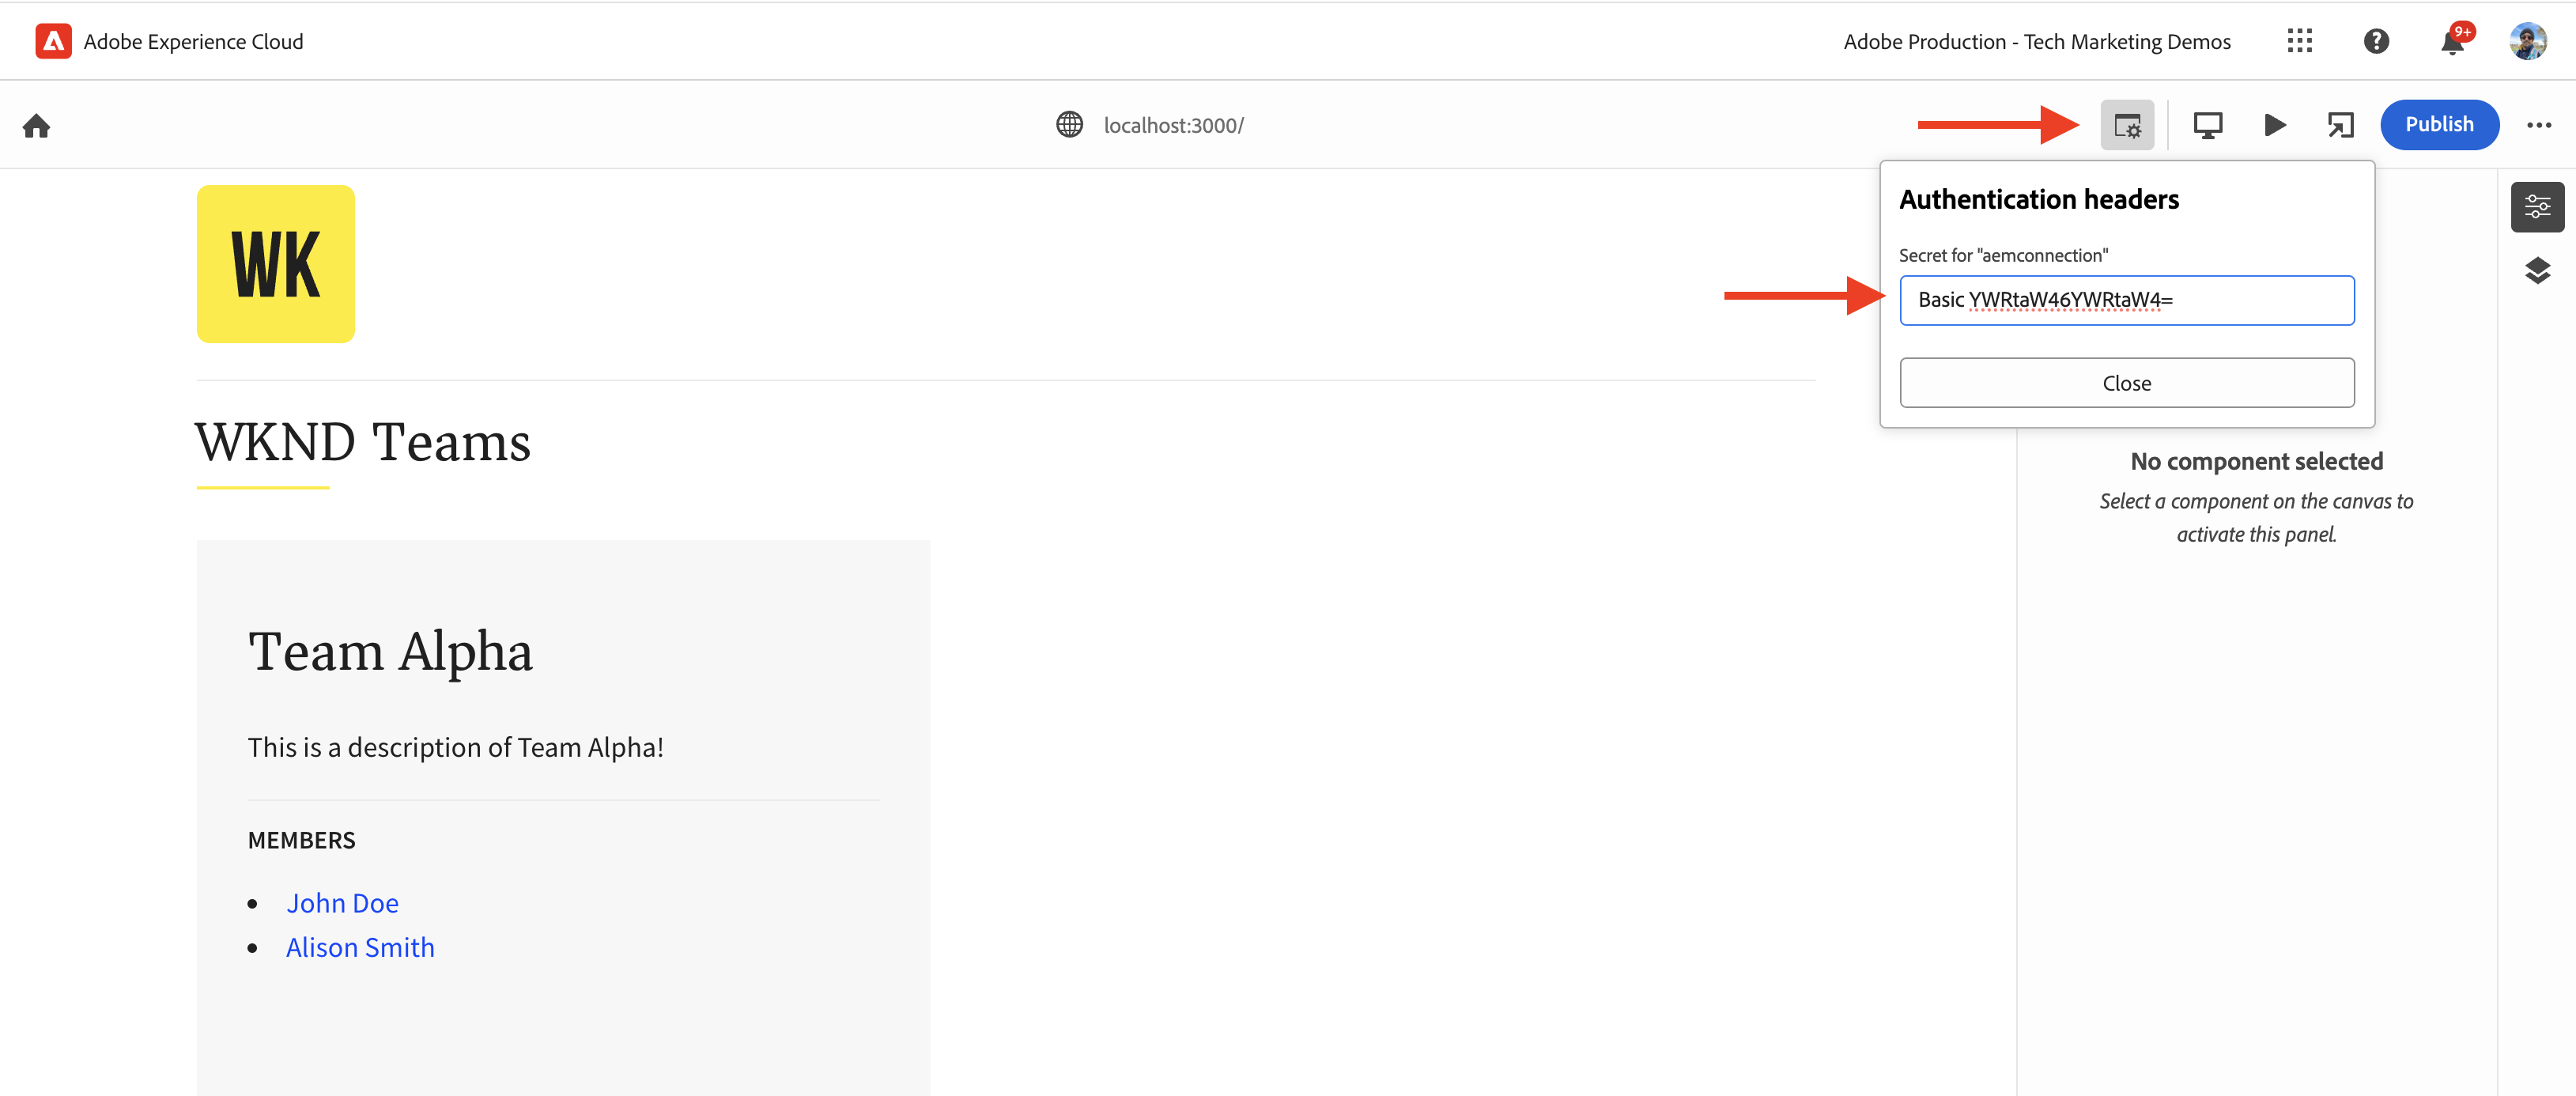 Adobe Experience Cloud
Adobe Production - Tech Marketing Demos
9+
localhost:3000/
Publish
WK
Authentication headers
Secret for "aemconnection"
Basic YWRtaW46YWRtaW4=
Close
WKND Teams
No component selected
Select a component on the canvas to
activate this panel.
Team Alpha
This is a description of Team Alpha!
MEMBERS
• John Doe
• Alison Smith